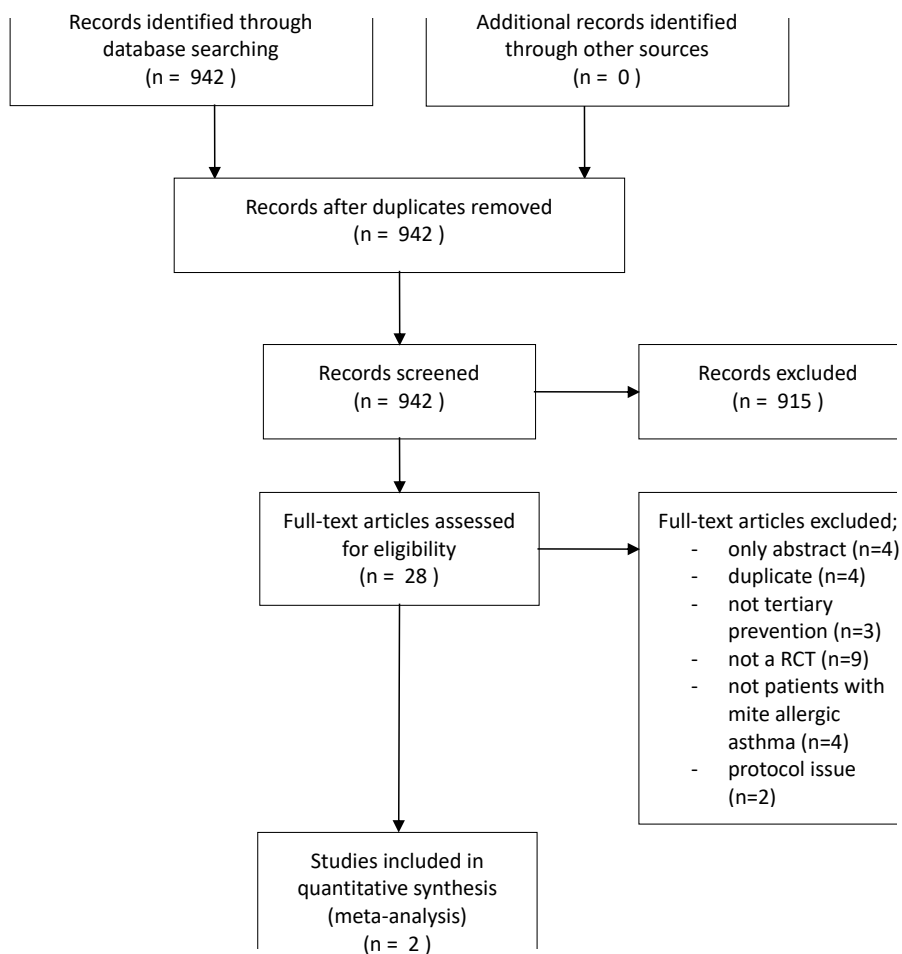 Records identified through
database searching
(n = 942 )
Additional records identified
through other sources
(n = 0 )
Records after duplicates removed
(n = 942 )
Records screened
(n = 942 )
Records excluded
(n = 915 )
Full-text articles assessed
for eligibility
(n = 28 )
Full-text articles excluded;
- only abstract (n=4)
- duplicate (n=4)
- not tertiary
prevention (n=3)
- not a RCT (n=9)
- not patients with
mite allergic
asthma (n=4)
- protocol issue
(n=2)
Studies included in
quantitative synthesis
(meta-analysis)
(n = 2 )